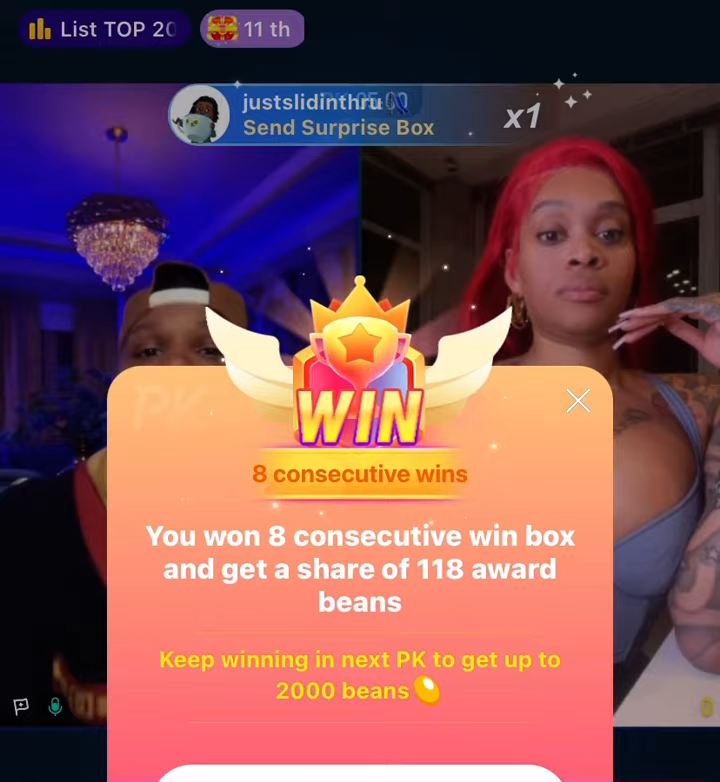 List TOP 20
11 th
justslidinthru
Send Surprise Box
x1
PK
WIN
8 consecutive wins
You won 8 consecutive win box
and get a share of 118 award
beans
Keep winning in next PK to get up to
2000 beans
0